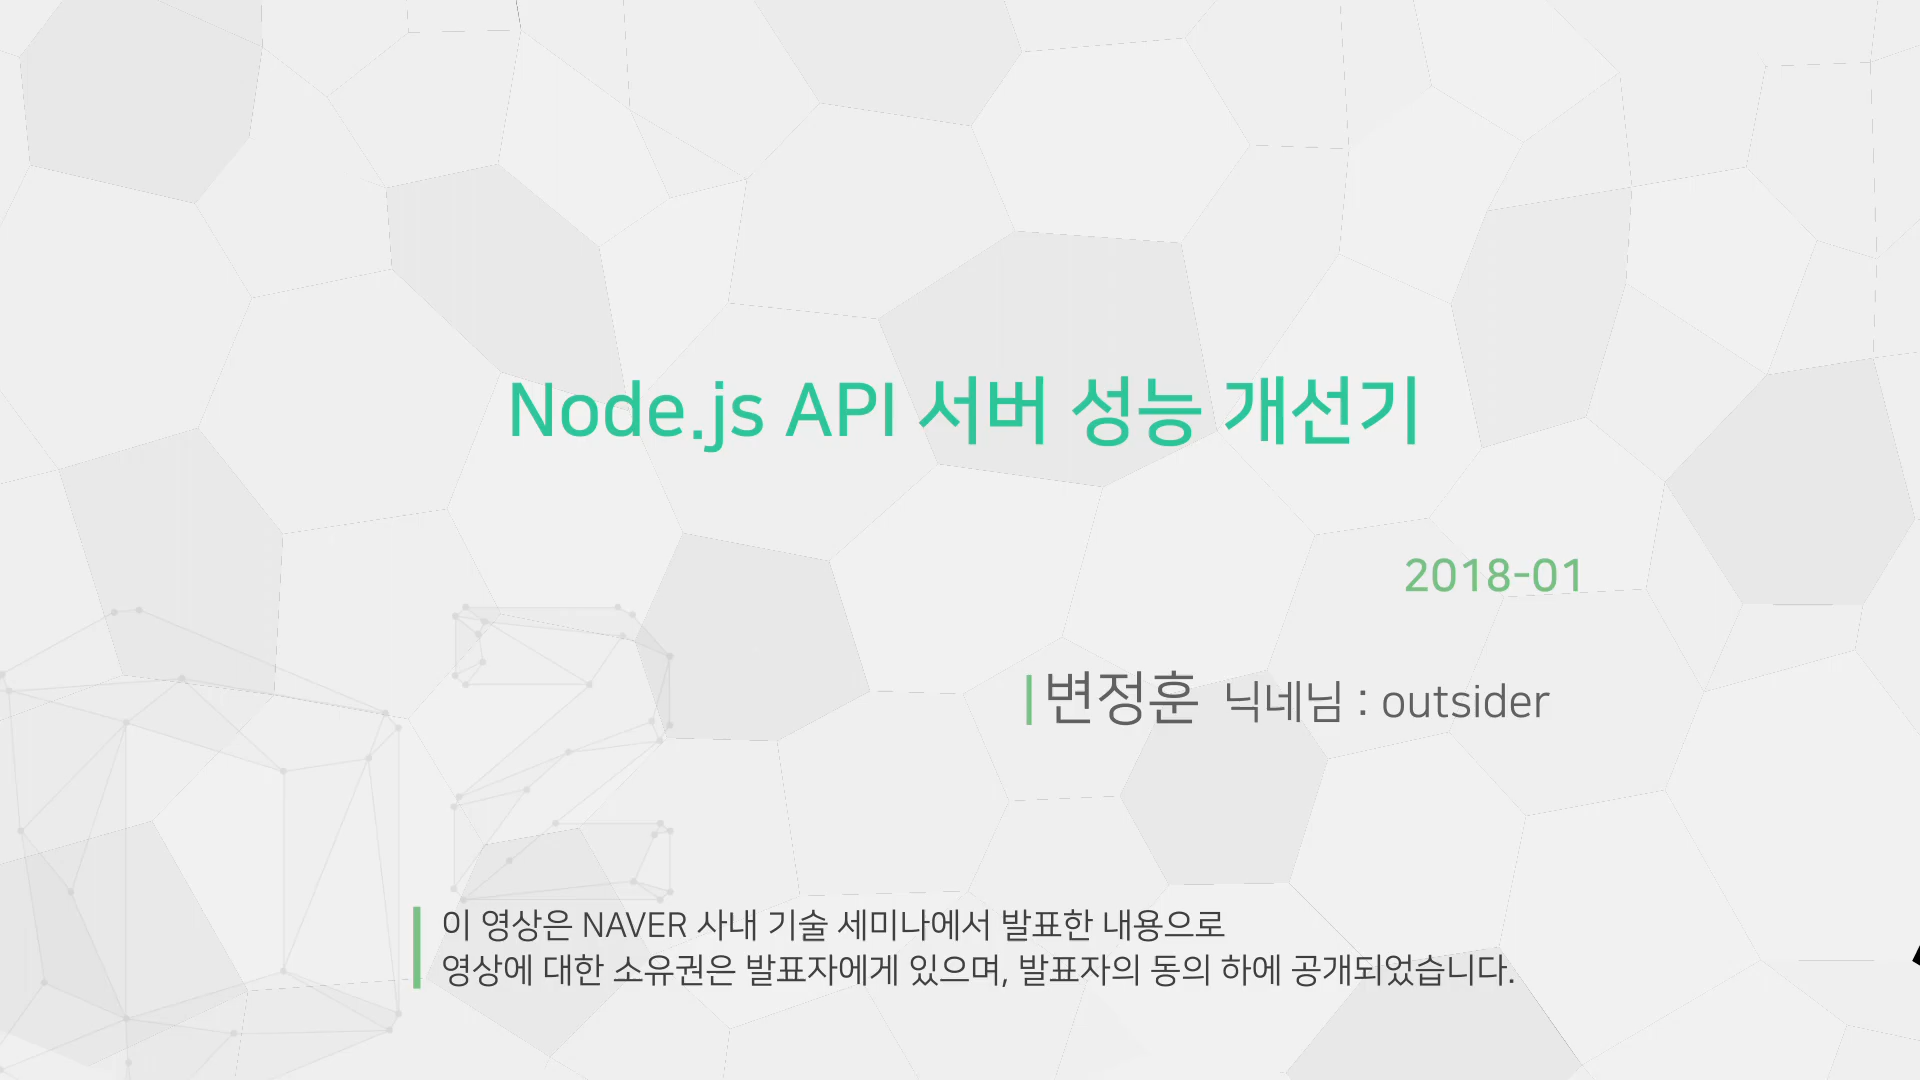 Node.js API 서버 성능 개선기
2018-01
변정훈 닉네님 : outsider
이 영상은 NAVER 사내 기술 세미나에서 발표한 내용으로
영상에 대한 소유권은 발표자에게 있으며, 발표자의 동의 하에 공개되었습니다.